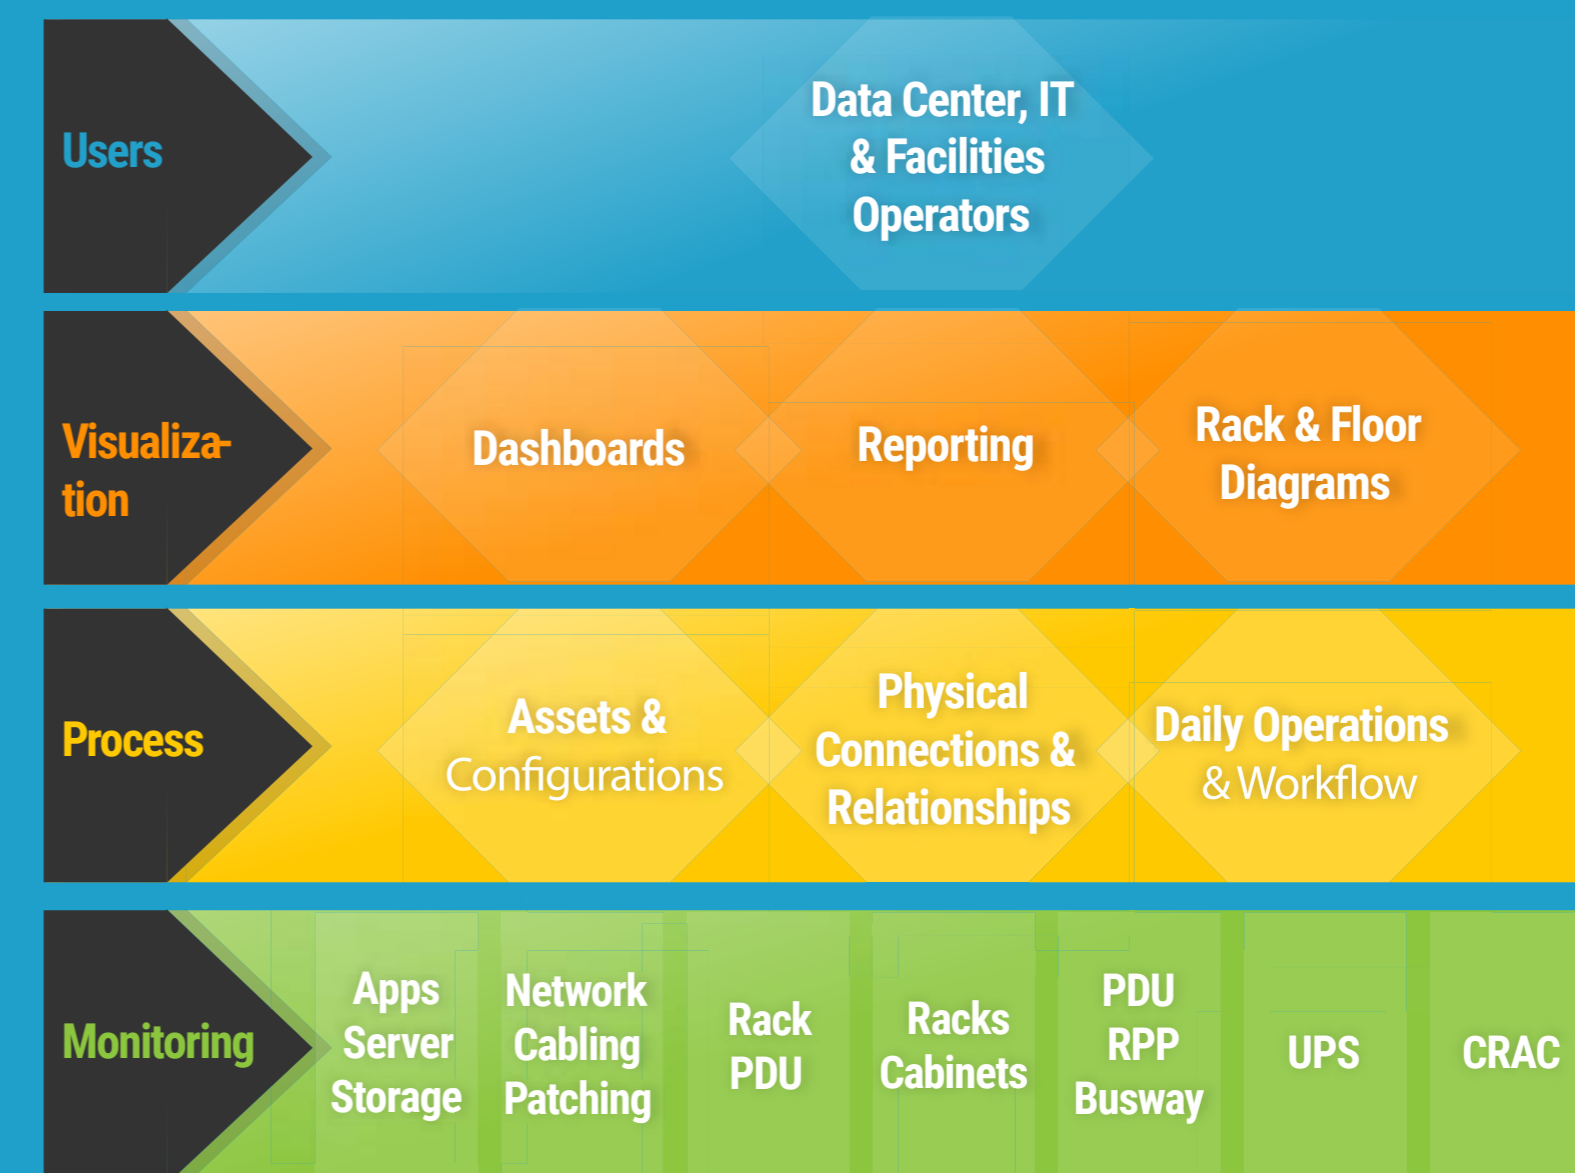 Users
Data Center, IT
& Facilities
Operators
Visualiza-
tion
Dashboards
Reporting
Rack & Floor
Diagrams
Process
Assets &
Configurations
Physical
Connections &
Relationships
Daily Operations
& Workflow
Monitoring
Apps
Server
Storage
Network
Cabling
Patching
Rack
PDU
Racks
Cabinets
PDU
RPP
Busway
UPS
CRAC